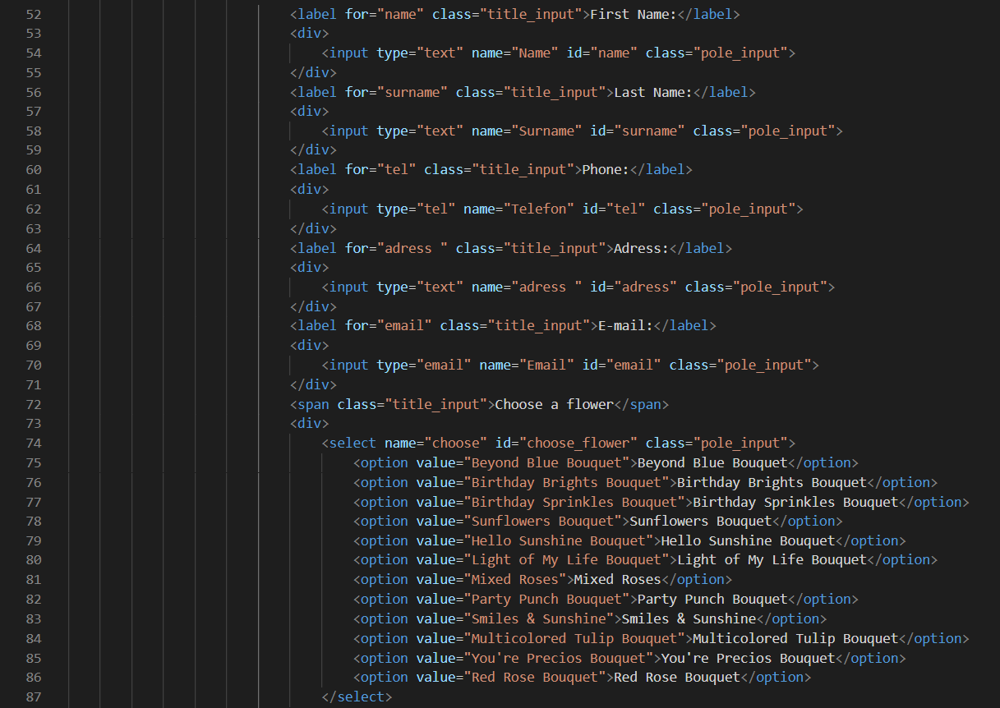 52 <label for="name" class="title_input">First Name:</label>
53 <div>
54 <input type="text" name="Name" id="name" class="pole_input">
55 </div>
56 <label for="surname" class="title_input">Last Name:</label>
57 <div>
58 <input type="text" name="Surname" id="surname" class="pole_input">
59 </div>
60 <label for="tel" class="title_input">Phone:</label>
61 <div>
62 <input type="tel" name="Telefon" id="tel" class="pole_input">
63 </div>
64 <label for="adress " class="title_input">Adress:</label>
65 <div>
66 <input type="text" name="adress " id="adress" class="pole_input">
67 </div>
68 <label for="email" class="title_input">E-mail:</label>
69 <div>
70 <input type="email" name="Email" id="email" class="pole_input">
71 </div>
72 <span class="title_input">Choose a flower</span>
73 <div>
74 <select name="choose" id="choose_flower" class="pole_input">
75 <option value="Beyond Blue Bouquet">Beyond Blue Bouquet</option>
76 <option value="Birthday Brights Bouquet">Birthday Brights Bouquet</option>
77 <option value="Birthday Sprinkles Bouquet">Birthday Sprinkles Bouquet</option>
78 <option value="Sunflowers Bouquet">Sunflowers Bouquet</option>
79 <option value="Hello Sunshine Bouquet">Hello Sunshine Bouquet</option>
80 <option value="Light of My Life Bouquet">Light of My Life Bouquet</option>
81 <option value="Mixed Roses">Mixed Roses</option>
82 <option value="Party Punch Bouquet">Party Punch Bouquet</option>
83 <option value="Smiles & Sunshine">Smiles & Sunshine</option>
84 <option value="Multicolored Tulip Bouquet">Multicolored Tulip Bouquet</option>
85 <option value="You're Precios Bouquet">You're Precios Bouquet</option>
86 <option value="Red Rose Bouquet">Red Rose Bouquet</option>
87 </select>